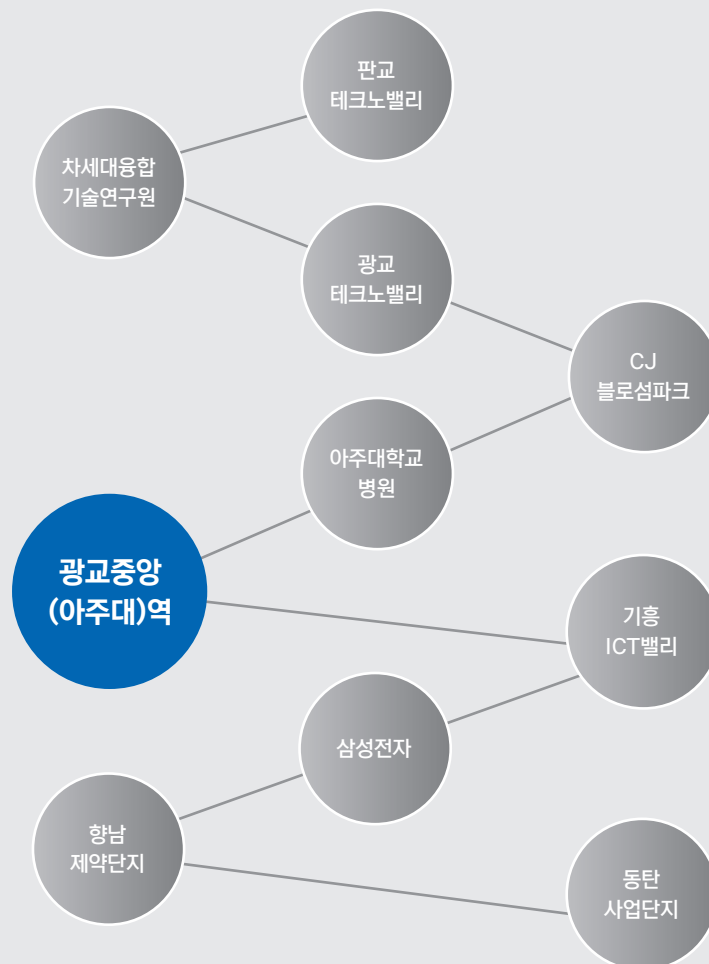 판교
테크노밸리
차세대융합
기술연구원
광교
테크노밸리
CJ
블로섬파크
아주대학교
병원
광교중앙
(아주대)역
기흥
ICT밸리
삼성전자
향남
제약단지
동탄
사업단지